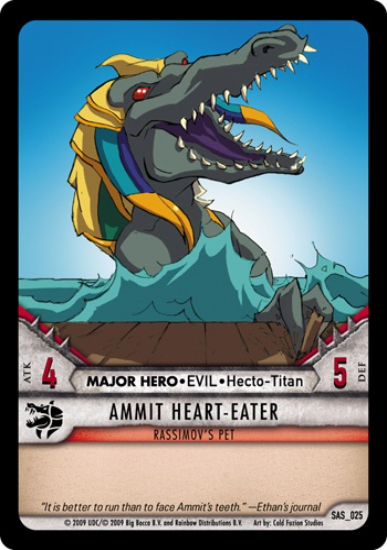 ATK 4 MAJOR HERO•EVIL•Hecto-Titan 5 DEF
AMMIT HEART-EATER
RASSIMOV'S PET
"It is better to run than to face Ammit's teeth." —Ethan's journal
SAS_025
© 2009 UDC/© 2009 Big Bocca B.V. and Rainbow Distributions B.V. Art by: Cold Fuzion Studios